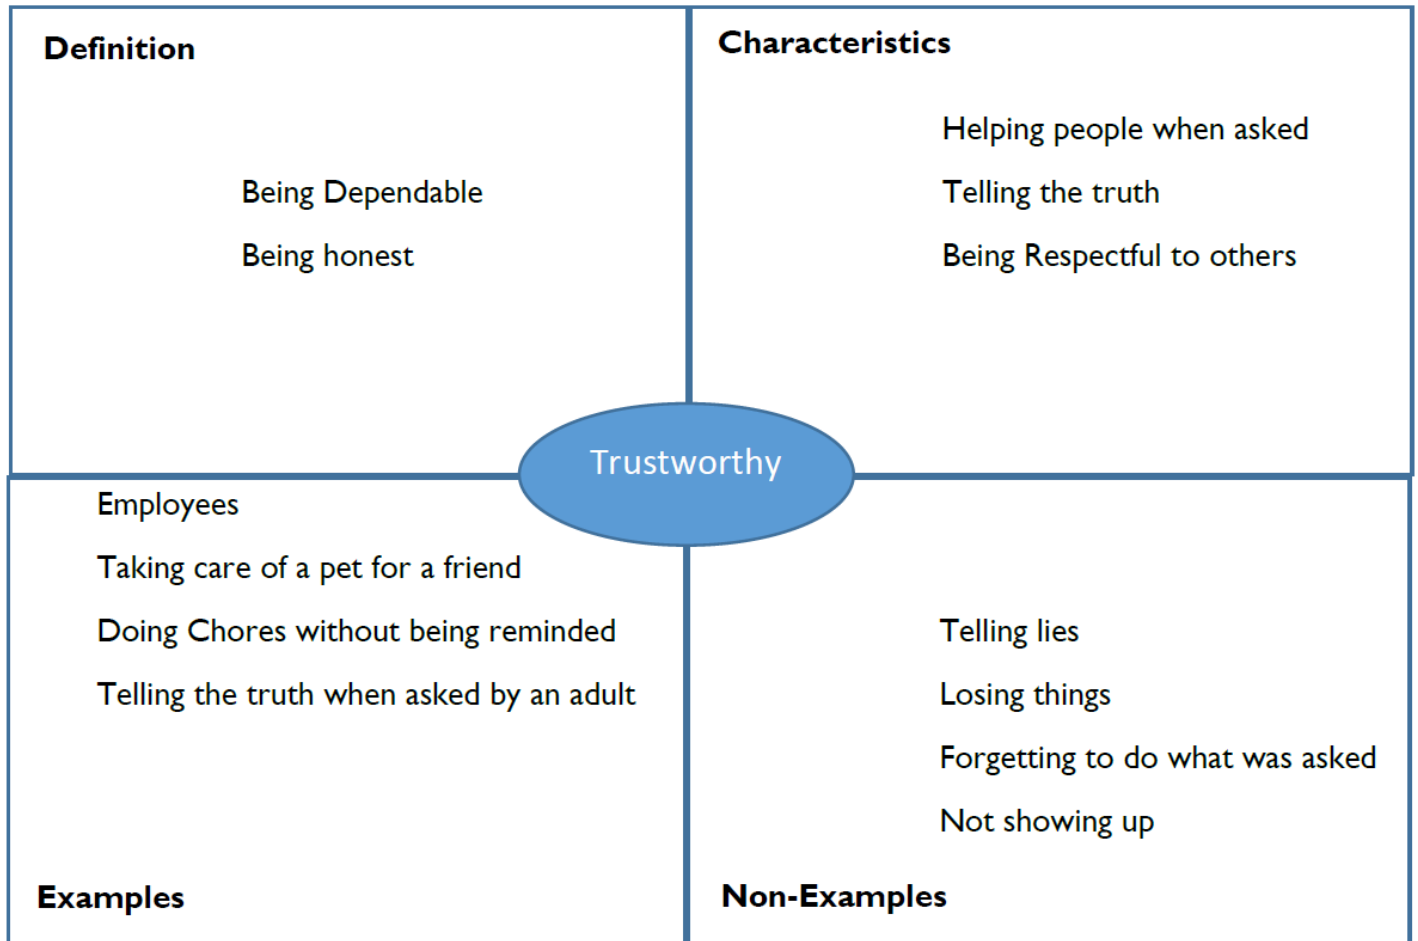 Definition
Being Dependable
Being honest
Characteristics
Helping people when asked
Telling the truth
Being Respectful to others
Trustworthy
Employees
Taking care of a pet for a friend
Doing Chores without being reminded
Telling the truth when asked by an adult
Examples
Telling lies
Losing things
Forgetting to do what was asked
Not showing up
Non-Examples